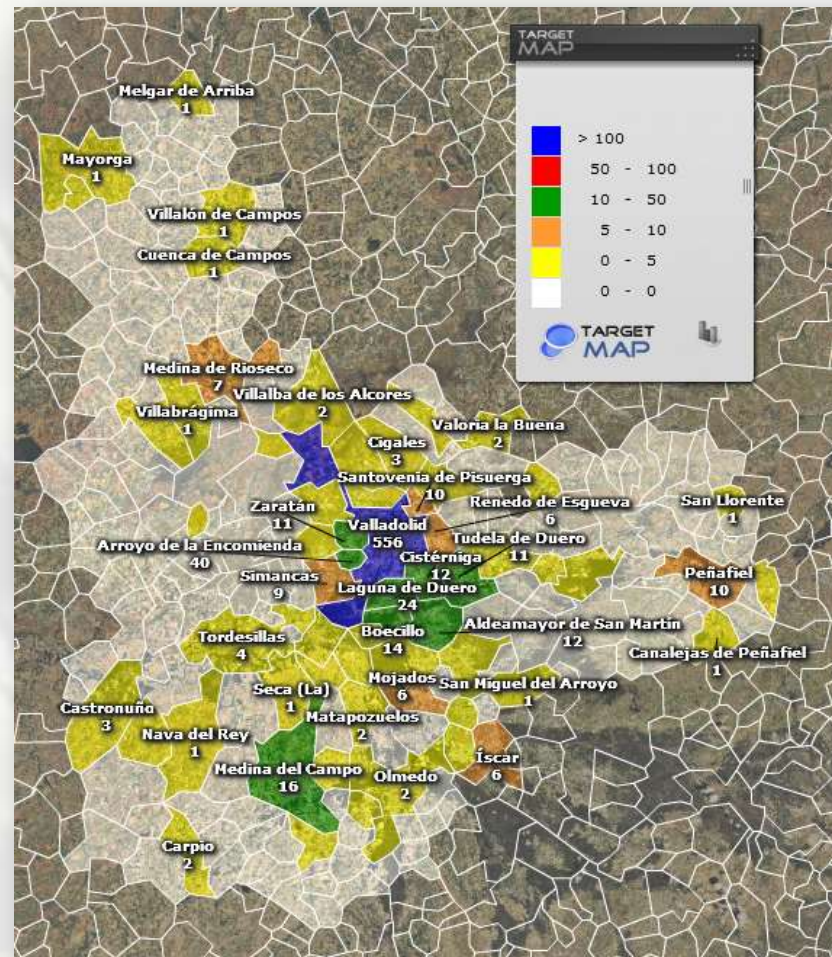 TARGET
MAP
> 100
50 - 100
10 - 50
5 - 10
0 - 5
0 - 0
TARGET
MAP
Melgar de Arriba
1
Mayorga
1
Villalón de Campos
1
Cuenca de Campos
1
Medina de Rioseco
7
Villalba de los Alcores
2
Villabrágima
1
Valoria la Buena
2
Cigales
3
Santovenia de Pisuerga
10
Zaratán
11
Renedo de Esgueva
6
San Llorente
1
Valladolid
556
Tudela de Duero
11
Arroyo de la Encomienda
40
Cistérniga
12
Simancas
9
Peñafiel
10
Laguna de Duero
24
Aldeamayor de San Martín
12
Boecillo
14
Tordesillas
4
Canalejas de Peñafiel
1
Mojados
6
San Miguel del Arroyo
1
Seca (La)
1
Castronuño
3
Matapozuelos
2
Nava del Rey
1
Íscar
6
Medina del Campo
16
Olmedo
2
Carpio
2